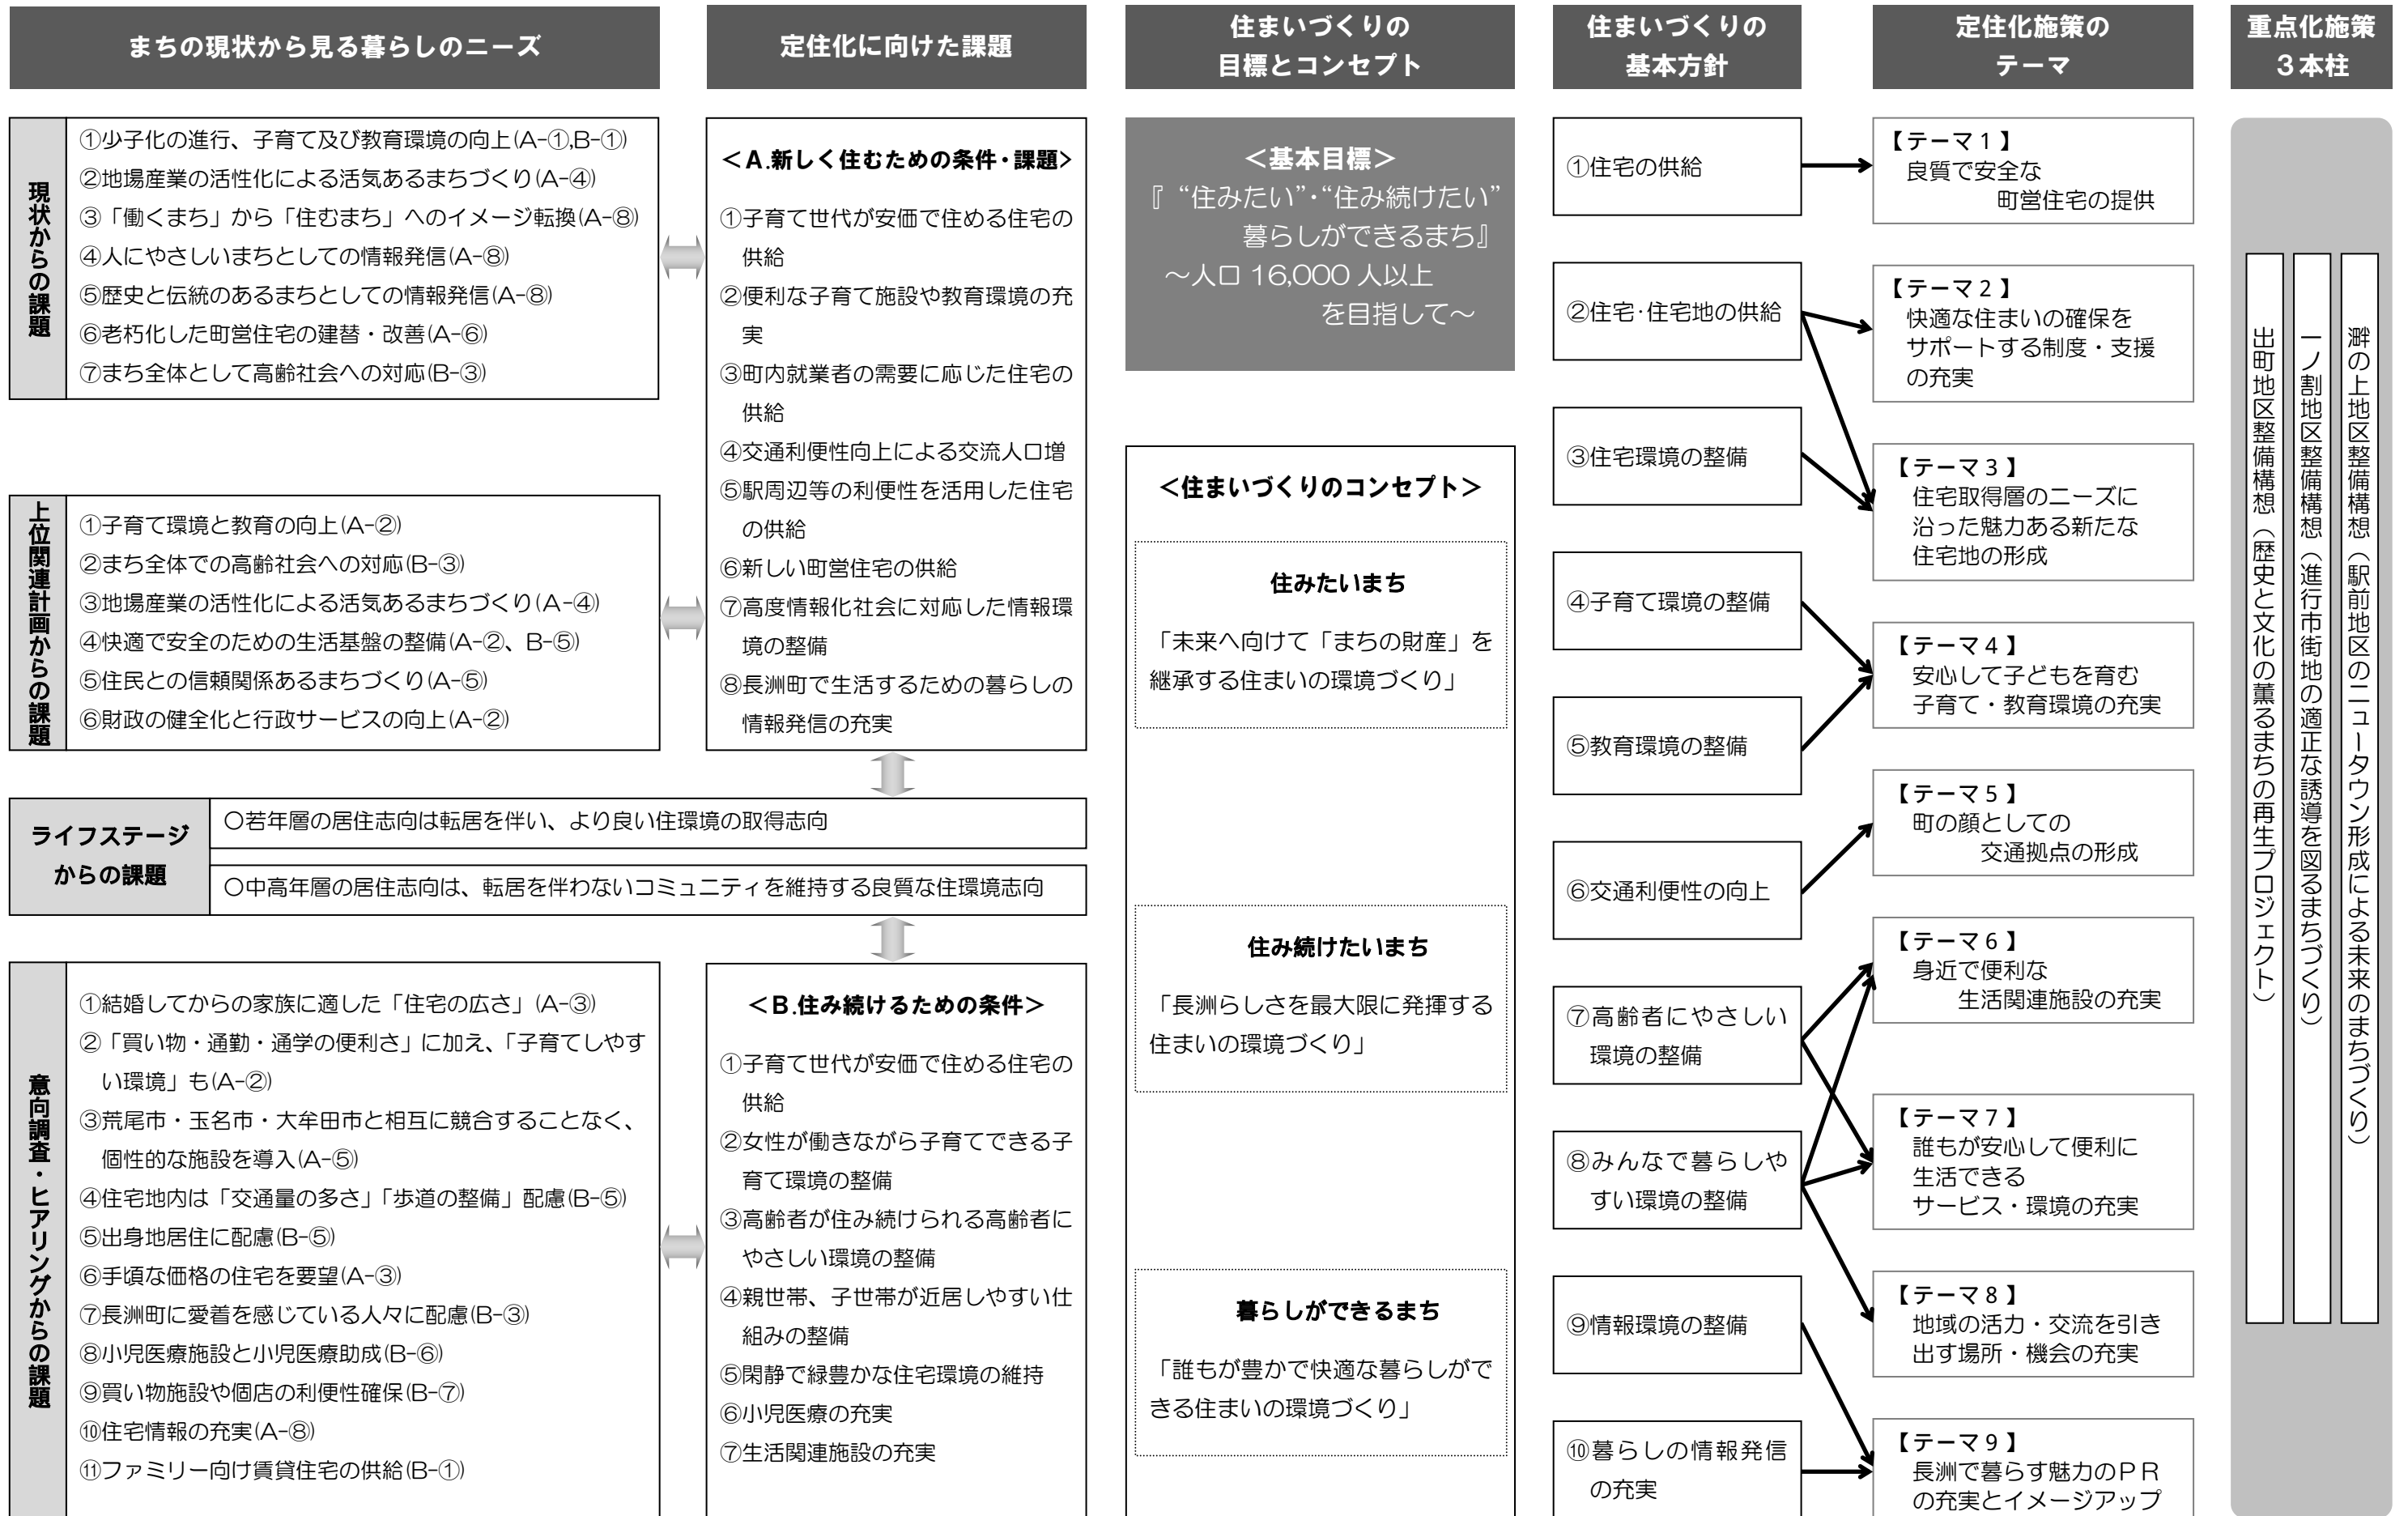 まちの現状から見る暮らしのニーズ
定住化に向けた課題
住まいづくりの
目標とコンセプト
住まいづくりの
基本方針
定住化施策の
テーマ
重点化施策
3本柱
現状からの課題
①少子化の進行、子育て及び教育環境の向上(A-①,B-①)
②地場産業の活性化による活気あるまちづくり(A-④)
③「働くまち」から「住むまち」へのイメージ転換(A-⑧)
④人にやさしいまちとしての情報発信(A-⑧)
⑤歴史と伝統のあるまちとしての情報発信(A-⑧)
⑥老朽化した町営住宅の建替・改善(A-⑥)
⑦まち全体として高齢社会への対応(B-③)
上位関連計画からの課題
①子育て環境と教育の向上(A-②)
②まち全体での高齢社会への対応(B-③)
③地場産業の活性化による活気あるまちづくり(A-④)
④快適で安全のための生活基盤の整備(A-②、B-⑤)
⑤住民との信頼関係あるまちづくり(A-⑤)
⑥財政の健全化と行政サービスの向上(A-②)
ライフステージ
からの課題
○若年層の居住志向は転居を伴い、より良い住環境の取得志向
○中高年層の居住志向は、転居を伴わないコミュニティを維持する良質な住環境志向
意向調査・ヒアリングからの課題
①結婚してからの家族に適した「住宅の広さ」(A-③)
②「買い物・通勤・通学の便利さ」に加え、「子育てしやす
い環境」も(A-②)
③荒尾市・玉名市・大牟田市と相互に競合することなく、
個性的な施設を導入(A-⑤)
④住宅地内は「交通量の多さ」「歩道の整備」配慮(B-⑤)
⑤出身地居住に配慮(B-⑤)
⑥手頃な価格の住宅を要望(A-③)
⑦長洲町に愛着を感じている人々に配慮(B-③)
⑧小児医療施設と小児医療助成(B-⑥)
⑨買い物施設や個店の利便性確保(B-⑦)
⑩住宅情報の充実(A-⑧)
⑪ファミリー向け賃貸住宅の供給(B-①)
＜A.新しく住むための条件・課題＞
①子育て世代が安価で住める住宅の
供給
②便利な子育て施設や教育環境の充
実
③町内就業者の需要に応じた住宅の
供給
④交通利便性向上による交流人口増
⑤駅周辺等の利便性を活用した住宅
の供給
⑥新しい町営住宅の供給
⑦高度情報化社会に対応した情報環
境の整備
⑧長洲町で生活するための暮らしの
情報発信の充実
＜B.住み続けるための条件＞
①子育て世代が安価で住める住宅の
供給
②女性が働きながら子育てできる子
育て環境の整備
③高齢者が住み続けられる高齢者に
やさしい環境の整備
④親世帯、子世帯が近居しやすい仕
組みの整備
⑤閑静で緑豊かな住宅環境の維持
⑥小児医療の充実
⑦生活関連施設の充実
＜基本目標＞
『“住みたい”・“住み続けたい”
暮らしができるまち』
～人口 16,000 人以上
を目指して～
＜住まいづくりのコンセプト＞
住みたいまち
「未来へ向けて「まちの財産」を
継承する住まいの環境づくり」
住み続けたいまち
「長洲らしさを最大限に発揮する
住まいの環境づくり」
暮らしができるまち
「誰もが豊かで快適な暮らしがで
きる住まいの環境づくり」
①住宅の供給
②住宅・住宅地の供給
③住宅環境の整備
④子育て環境の整備
⑤教育環境の整備
⑥交通利便性の向上
⑦高齢者にやさしい
環境の整備
⑧みんなで暮らしや
すい環境の整備
⑨情報環境の整備
⑩暮らしの情報発信
の充実
【テーマ1】
良質で安全な
町営住宅の提供
【テーマ2】
快適な住まいの確保を
サポートする制度・支援
の充実
【テーマ3】
住宅取得層のニーズに
沿った魅力ある新たな
住宅地の形成
【テーマ4】
安心して子どもを育む
子育て・教育環境の充実
【テーマ5】
町の顔としての
交通拠点の形成
【テーマ6】
身近で便利な
生活関連施設の充実
【テーマ7】
誰もが安心して便利に
生活できる
サービス・環境の充実
【テーマ8】
地域の活力・交流を引き
出す場所・機会の充実
【テーマ9】
長洲で暮らす魅力のPR
の充実とイメージアップ
濟の上地区整備構想（駅前地区のニュータウン形成による未来のまちづくり）
一ノ割地区整備構想（進行市街地の適正な誘導を図るまちづくり）
出町地区整備構想（歴史と文化の薫るまちの再生プロジェクト）